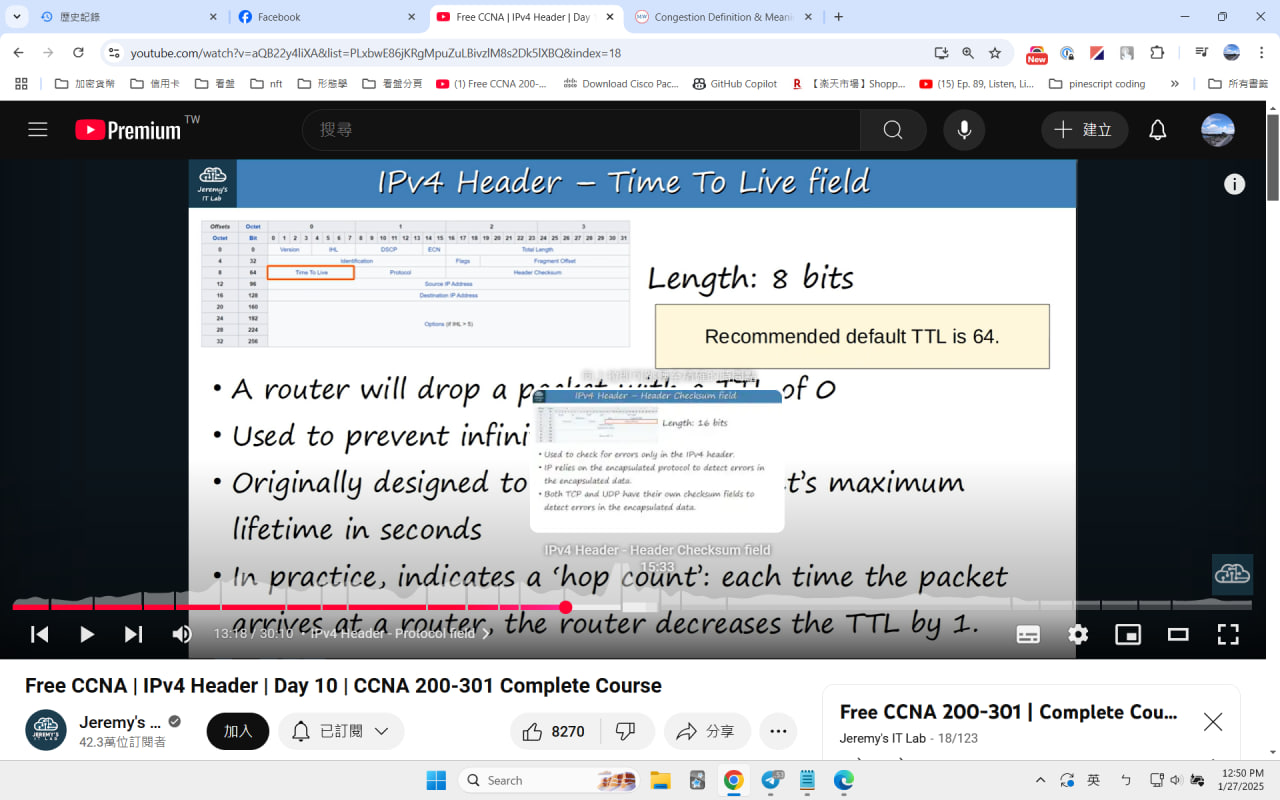 歷史記錄
Facebook
Free CCNA | IPv4 Header | Day 1
Congestion Definition & Meani
youtube.com/watch?v=aQB22y4liXA&list=PLxbwE86jKRgMpuZuLBivzlM8s2Dk5lXBQ&index=18
New
加密貨幣
信用卡
看盤
nft
形態學
看盤分頁
(1) Free CCNA 200-...
Download Cisco Pac...
GitHub Copilot
【楽天市場】Shopp...
(15) Ep. 89, Listen, Li...
pinescript coding
所有書籤
Premium TW
搜尋
建立
Jeremy's
IT Lab
IPv4 Header – Time To Live field
Offsets Octet 0 1 2 3
Octet Bit 0 1 2 3 4 5 6 7 8 9 10 11 12 13 14 15 16 17 18 19 20 21 22 23 24 25 26 27 28 29 30 31
0 0 Version IHL DSCP ECN Total Length
4 32 Identification Flags Fragment Offset
8 64 Time To Live Protocol Header Checksum
12 96 Source IP Address
16 128 Destination IP Address
20 160
24 192
28 224
32 256
Options (if IHL > 5)
Length: 8 bits
Recommended default TTL is 64.
• A router will drop a packet with a TTL of 0
• Used to prevent infini
• Originally designed to t's maximum
lifetime in seconds
• In practice, indicates a 'hop count': each time the packet
arrives at a router, the router decreases the TTL by 1.
IPv4 Header – Header Checksum field
Length: 16 bits
• Used to check for errors only in the IPv4 header.
• IP relies on the encapsulated protocol to detect errors in
the encapsulated data.
• Both TCP and UDP have their own checksum fields to
detect errors in the encapsulated data.
IPv4 Header - Header Checksum field
15:33
13:18 / 30:10 • IPv4 Header - Protocol field
Free CCNA | IPv4 Header | Day 10 | CCNA 200-301 Complete Course
JEREMY'S
IT LAB
Jeremy's ...
42.3萬位訂閱者
加入
已訂閱
8270
分享
Free CCNA 200-301 | Complete Cou...
Jeremy's IT Lab - 18/123
Search
51
英
12:50 PM
1/27/2025